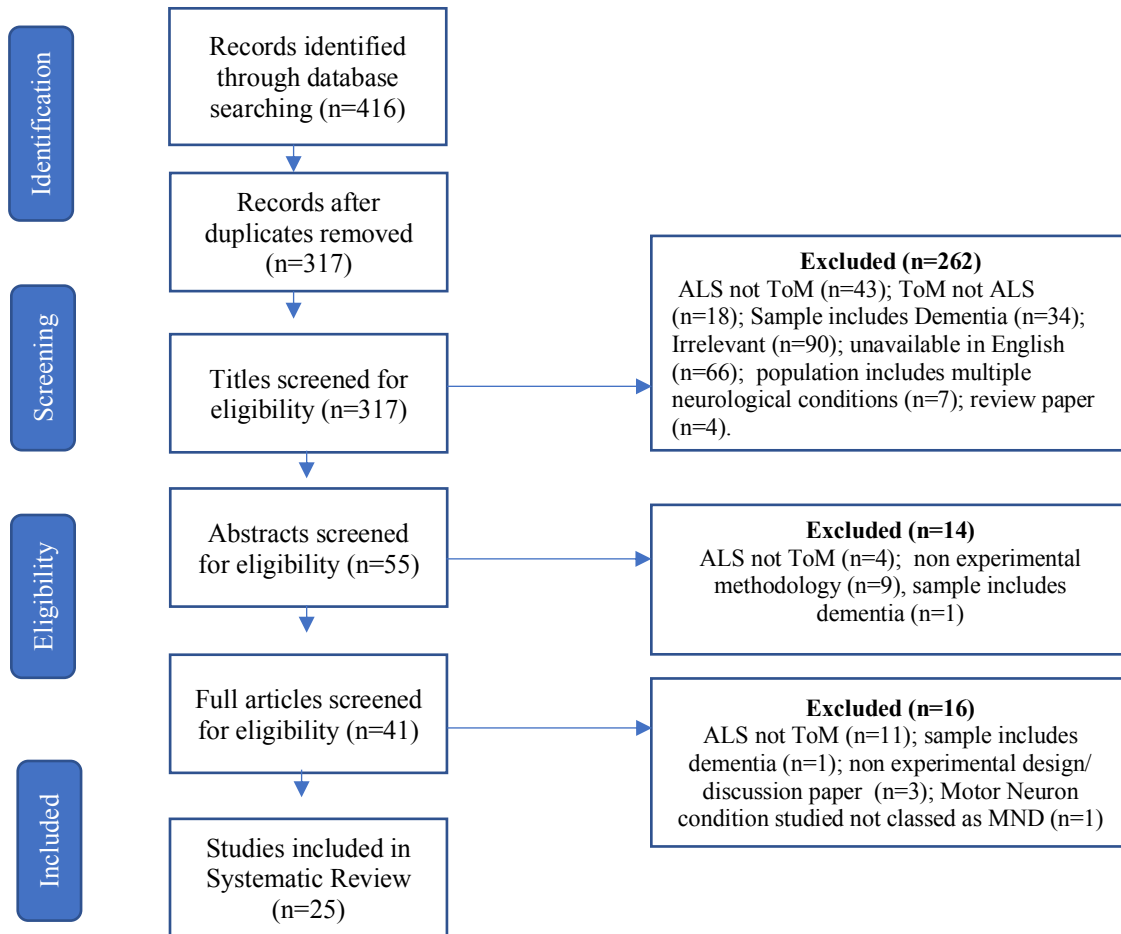 Identification
Records identified
through database
searching (n=416)
Records after
duplicates removed
(n=317)
Screening
Titles screened for
eligibility (n=317)
Excluded (n=262)
ALS not ToM (n=43); ToM not ALS
(n=18); Sample includes Dementia (n=34);
Irrelevant (n=90); unavailable in English
(n=66); population includes multiple
neurological conditions (n=7); review paper
(n=4).
Eligibility
Abstracts screened
for eligibility (n=55)
Excluded (n=14)
ALS not ToM (n=4); non experimental
methodology (n=9), sample includes
dementia (n=1)
Full articles screened
for eligibility (n=41)
Excluded (n=16)
ALS not ToM (n=11); sample includes
dementia (n=1); non experimental design/
discussion paper (n=3); Motor Neuron
condition studied not classed as MND (n=1)
Included
Studies included in
Systematic Review
(n=25)